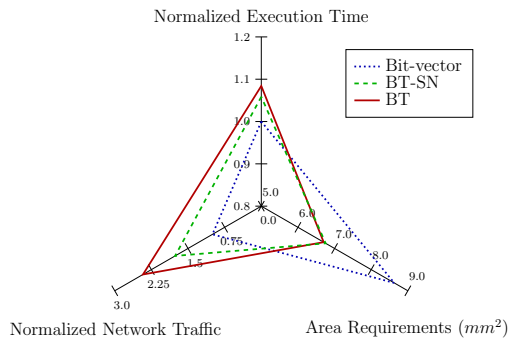 Normalized Execution Time
1.2
1.1
1.0
0.9
0.8
Bit-vector
BT-SN
BT
5.0
6.0
7.0
8.0
9.0
0.0
0.75
1.5
2.25
3.0
Normalized Network Traffic
Area Requirements (mm²)